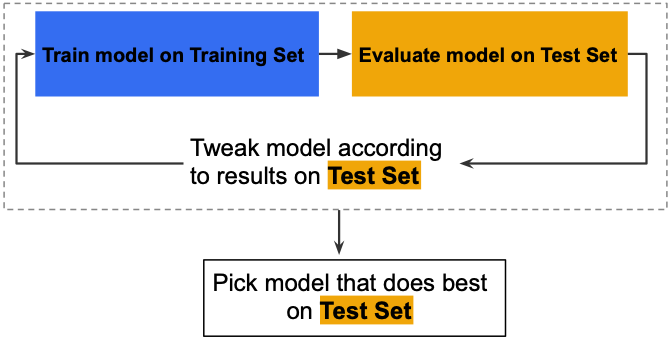 Train model on Training Set
Evaluate model on Test Set
Tweak model according
to results on Test Set
Pick model that does best
on Test Set